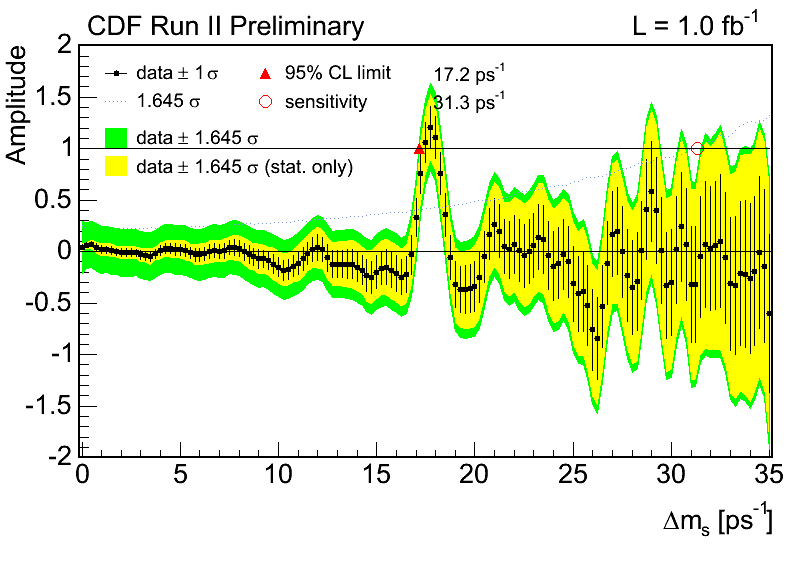 CDF Run II Preliminary L = 1.0 fb⁻¹
Amplitude
2
1.5
1
0.5
0
-0.5
-1
-1.5
-2
data ± 1 σ
1.645 σ
data ± 1.645 σ
data ± 1.645 σ (stat. only)
95% CL limit 17.2 ps⁻¹
sensitivity 31.3 ps⁻¹
0 5 10 15 20 25 30 35
Δmₛ [ps⁻¹]